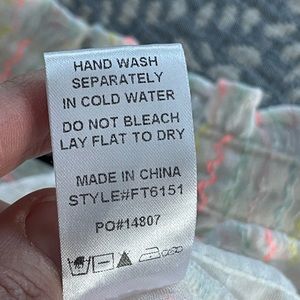 HAND WASH
SEPARATELY
IN COLD WATER
DO NOT BLEACH
LAY FLAT TO DRY
MADE IN CHINA
STYLE#FT6151
PO#14807